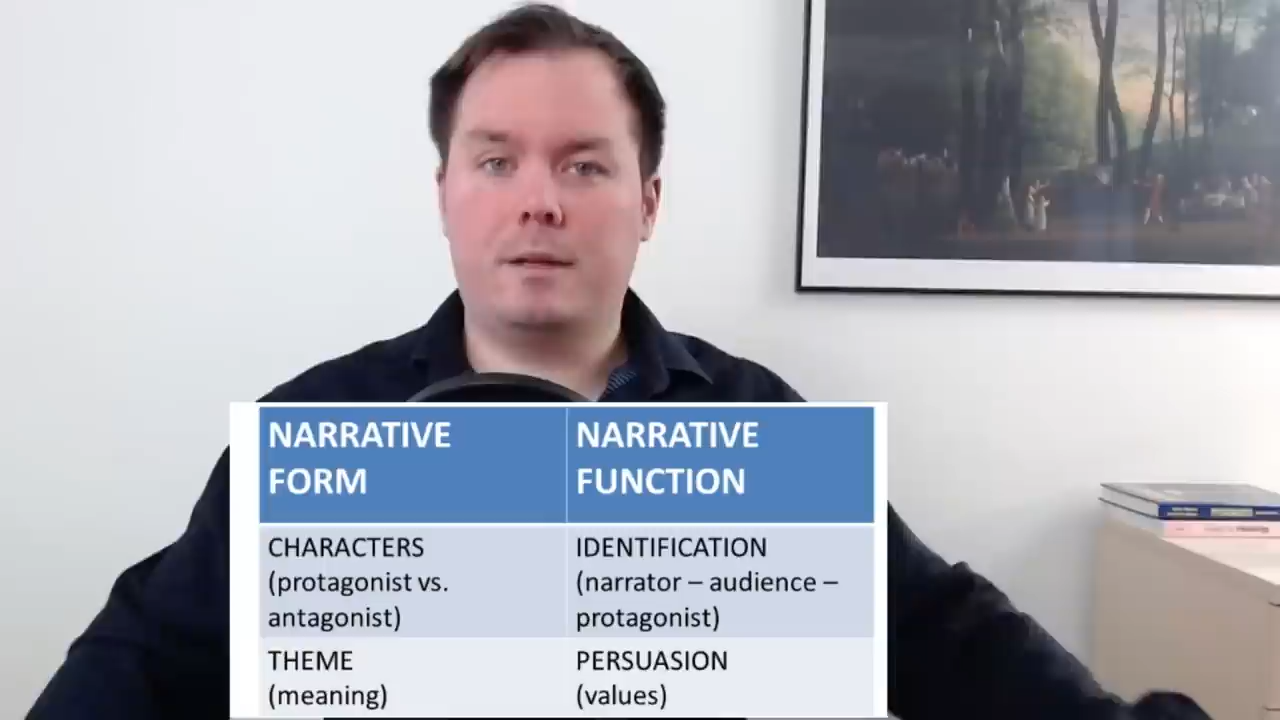 NARRATIVE
FORM
NARRATIVE
FUNCTION
CHARACTERS
(protagonist vs.
antagonist)
IDENTIFICATION
(narrator – audience –
protagonist)
THEME
(meaning)
PERSUASION
(values)